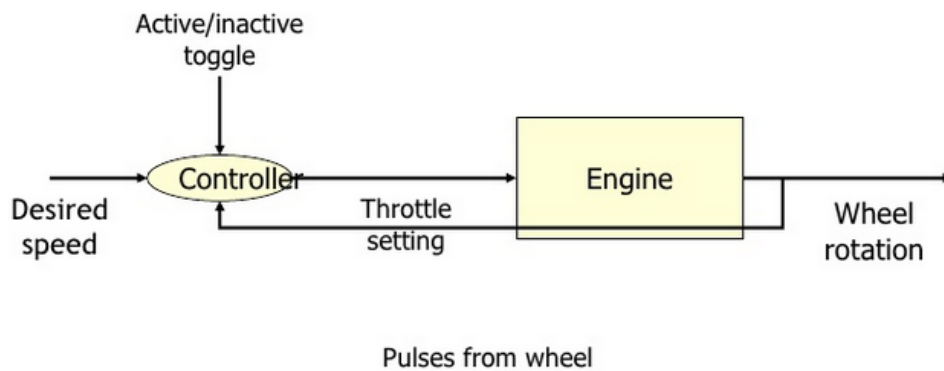 Active/inactive
toggle
Controller
Engine
Desired
speed
Throttle
setting
Wheel
rotation
Pulses from wheel